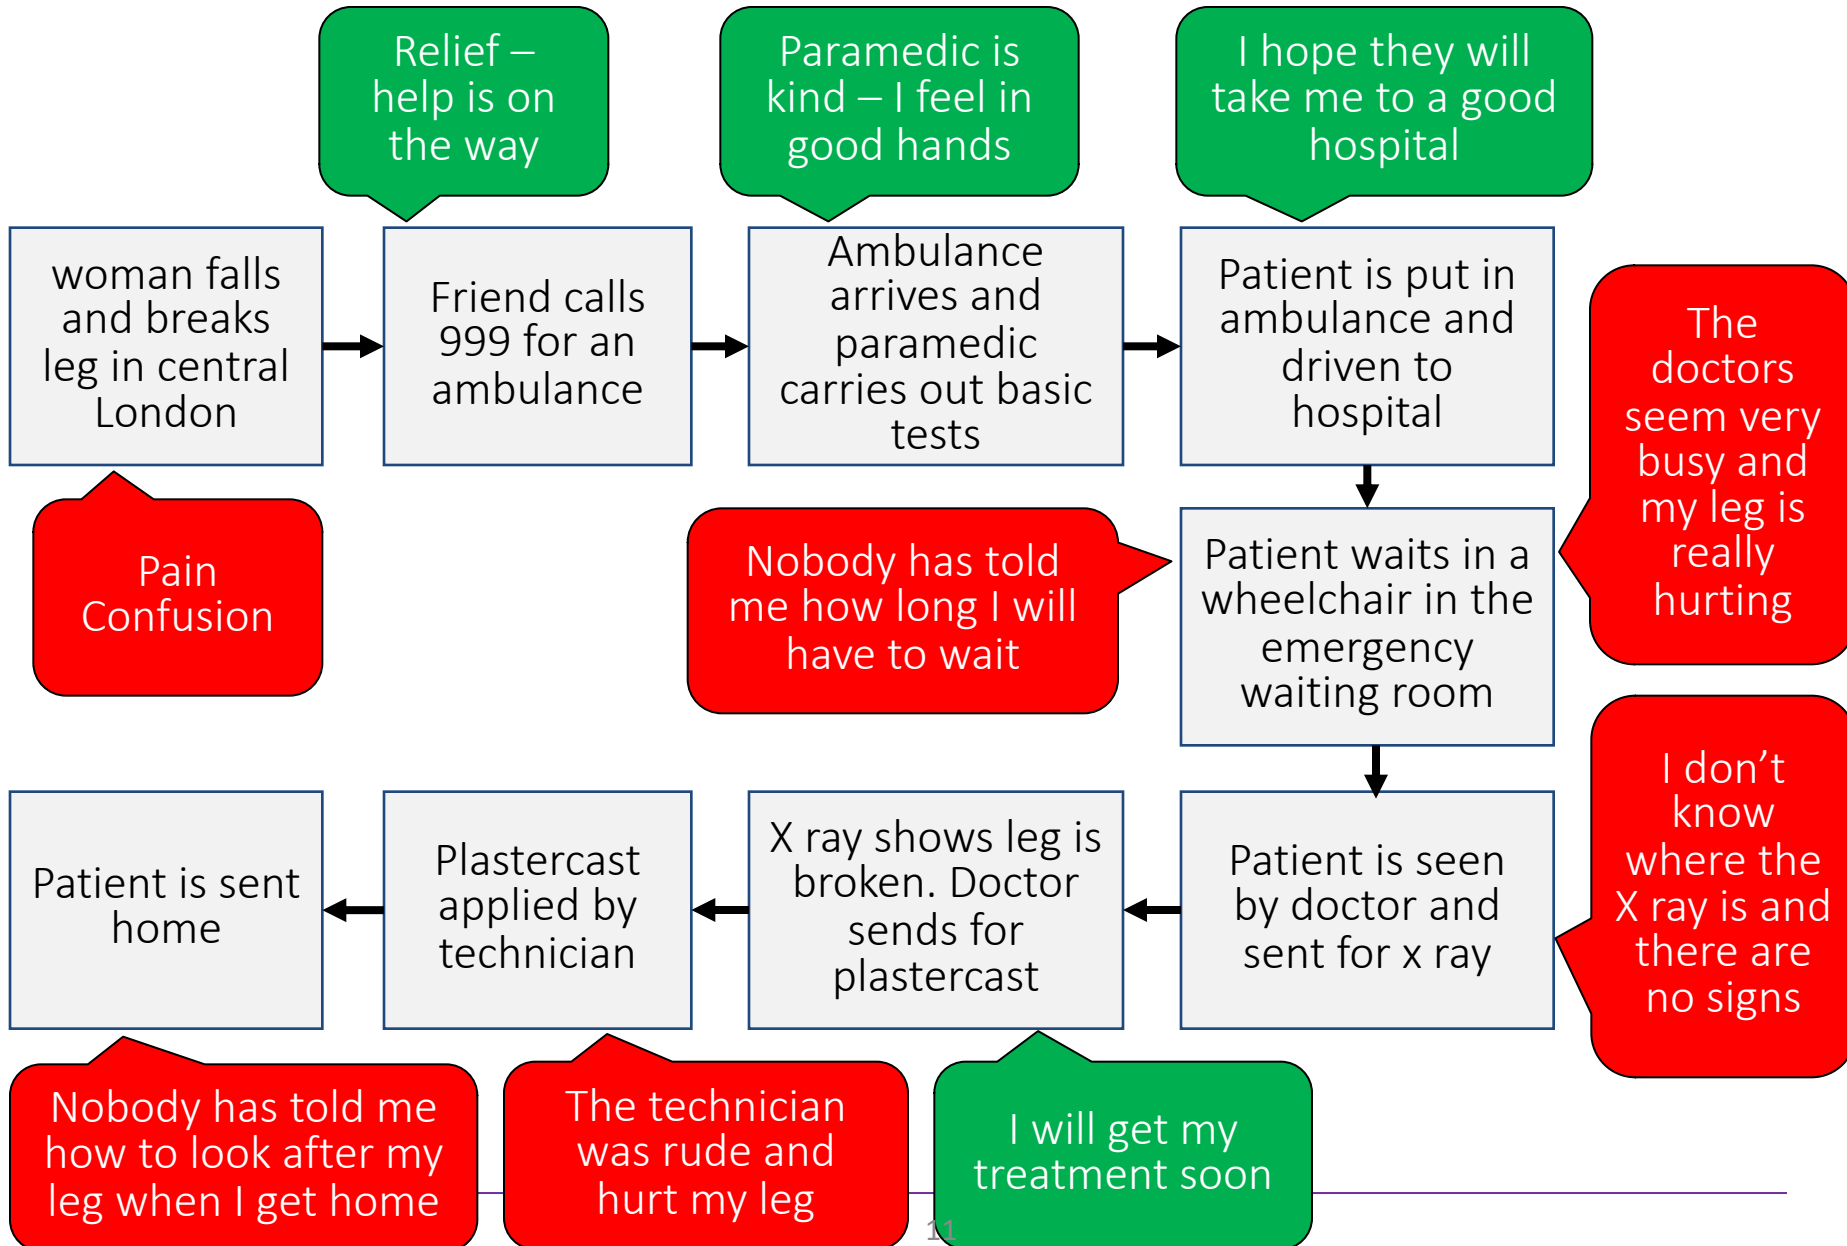 Relief –
help is on
the way
Paramedic is
kind – I feel in
good hands
I hope they will
take me to a good
hospital
woman falls
and breaks
leg in central
London
Friend calls
999 for an
ambulance
Ambulance
arrives and
paramedic
carries out basic
tests
Patient is put in
ambulance and
driven to
hospital
The
doctors
seem very
busy and
my leg is
really
hurting
Pain
Confusion
Nobody has told
me how long I will
have to wait
Patient waits in a
wheelchair in the
emergency
waiting room
I don’t
know
where the
X ray is and
there are
no signs
Patient is seen
by doctor and
sent for x ray
X ray shows leg is
broken. Doctor
sends for
plastercast
Plastercast
applied by
technician
Patient is sent
home
Nobody has told me
how to look after my
leg when I get home
The technician
was rude and
hurt my leg
I will get my
treatment soon
11